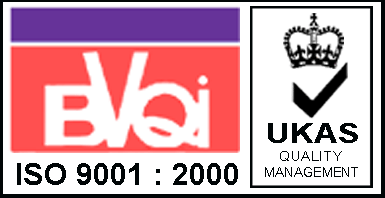 BVQi
ISO 9001 : 2000
UKAS
QUALITY
MANAGEMENT